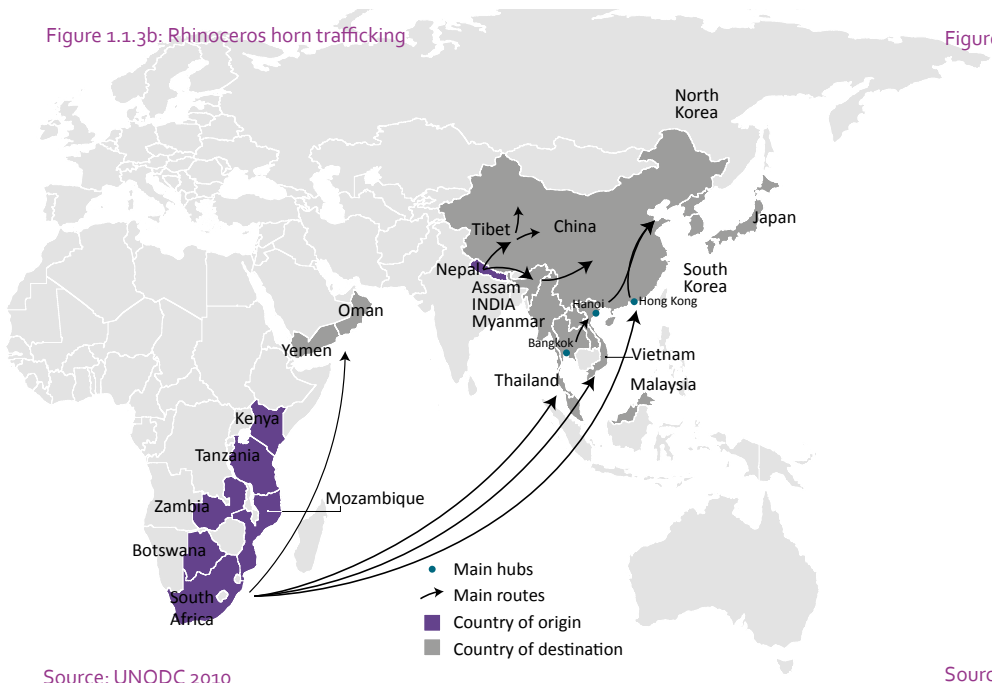 Figure 1.1.3b: Rhinoceros horn trafficking
Figure
North
Korea
Tibet
China
Japan
Nepal
Assam
INDIA
Myanmar
South
Korea
Hanoi
Hong Kong
Oman
Yemen
Bangkok
Vietnam
Thailand
Malaysia
Kenya
Tanzania
Zambia
Mozambique
Botswana
South
Africa
Main hubs
Main routes
Country of origin
Country of destination
Source: UNODC 2010